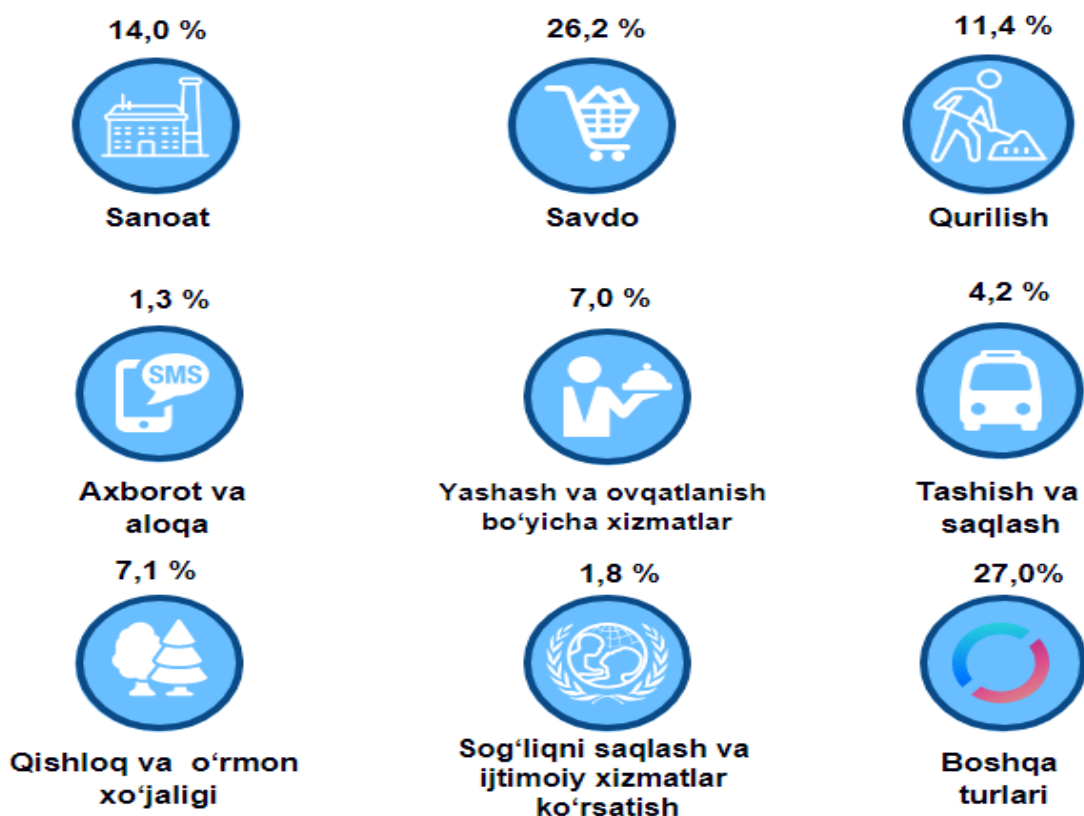 14,0 %
26,2 %
11,4 %
Sanoat
Savdo
Qurilish
1,3 %
7,0 %
4,2 %
SMS
Axborot va
aloqa
Yashash va ovqatlanish
bo‘yicha xizmatlar
Tashish va
saqlash
7,1 %
1,8 %
27,0%
Qishloq va o‘rmon
xo‘jaligi
Sog‘liqni saqlash va
ijtimoiy xizmatlar
ko‘rsatish
Boshqa
turlari